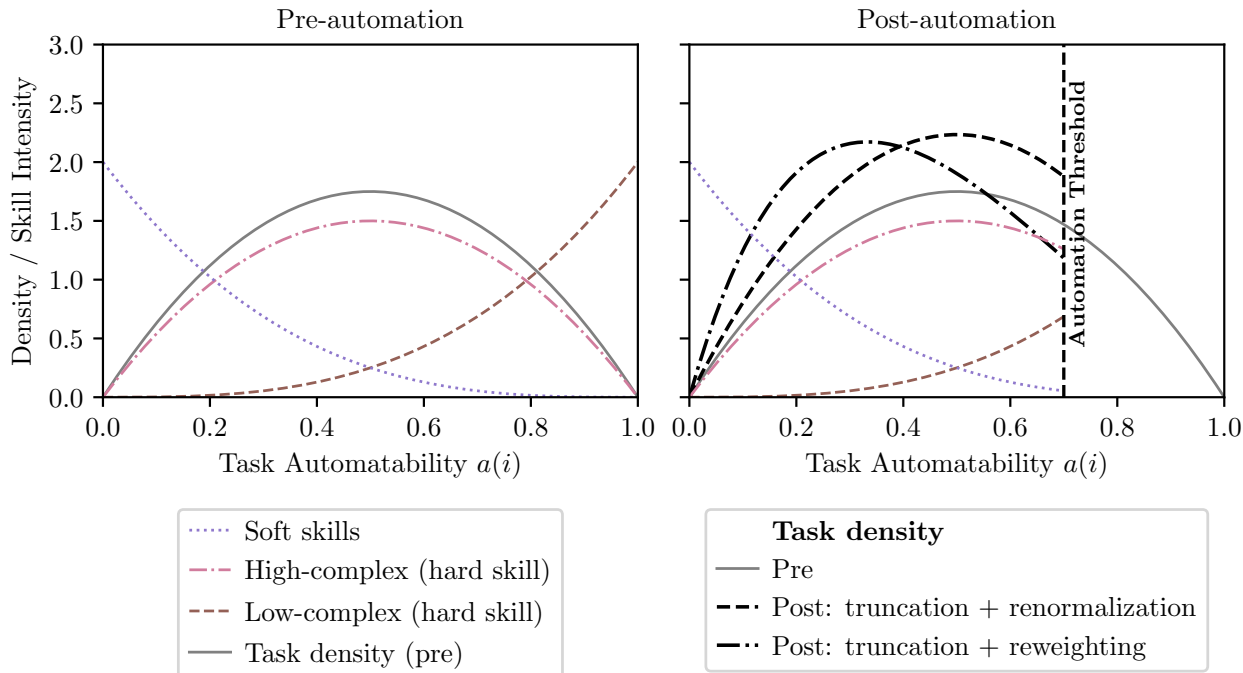 Pre-automation
Density / Skill Intensity
3.0
2.5
2.0
1.5
1.0
0.5
0.0
0.0 0.2 0.4 0.6 0.8 1.0
Task Automatability a(i)
Post-automation
Automation Threshold
0.0 0.2 0.4 0.6 0.8 1.0
Task Automatability a(i)
Soft skills
High-complex (hard skill)
Low-complex (hard skill)
Task density (pre)
Task density
Pre
Post: truncation + renormalization
Post: truncation + reweighting